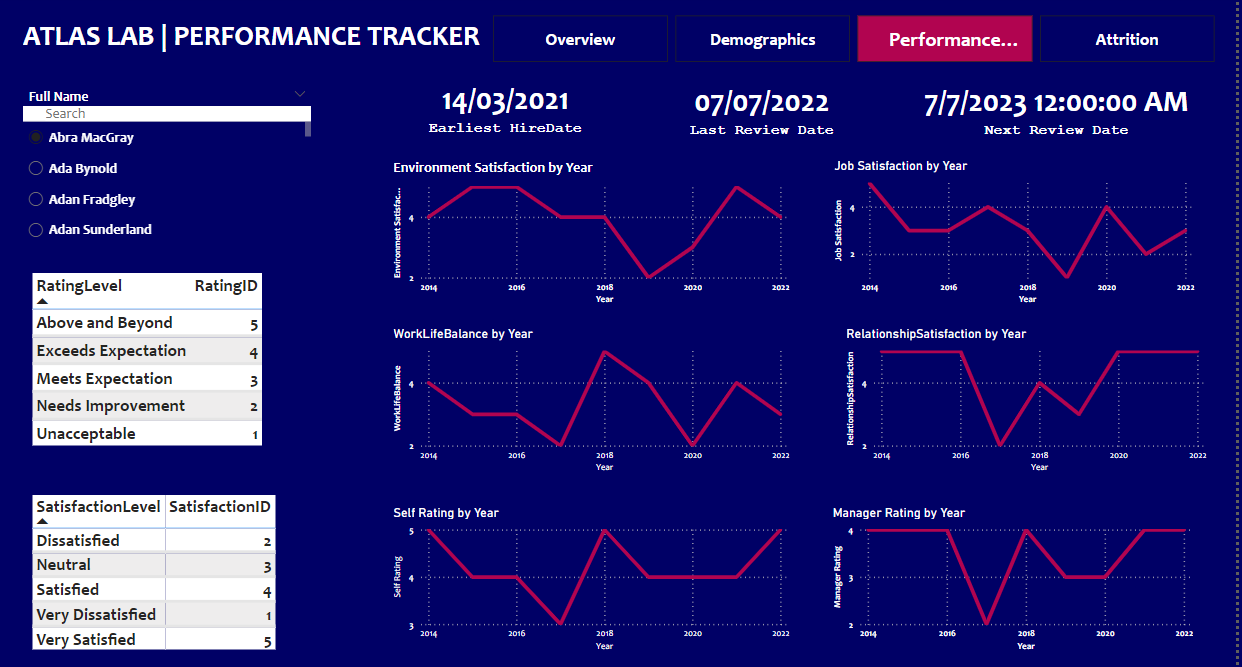 ATLAS LAB | PERFORMANCE TRACKER
Overview
Demographics
Performance...
Attrition
Full Name
Search
Abra MacGray
Ada Bynold
Adan Fradgley
Adan Sunderland
14/03/2021
Earliest HireDate
07/07/2022
Last Review Date
7/7/2023 12:00:00 AM
Next Review Date
RatingLevel RatingID
Above and Beyond 5
Exceeds Expectation 4
Meets Expectation 3
Needs Improvement 2
Unacceptable 1
SatisfactionLevel SatisfactionID
Dissatisfied 2
Neutral 3
Satisfied 4
Very Dissatisfied 1
Very Satisfied 5
Environment Satisfaction by Year
Environment Satisfac...
4
2
2014 2016 2018 2020 2022
Year
Job Satisfaction by Year
Job Satisfaction
4
2
2014 2016 2018 2020 2022
Year
WorkLifeBalance by Year
WorkLifeBalance
4
2
2014 2016 2018 2020 2022
Year
RelationshipSatisfaction by Year
RelationshipSatisfaction
4
2
2014 2016 2018 2020 2022
Year
Self Rating by Year
Self Rating
5
4
3
2014 2016 2018 2020 2022
Year
Manager Rating by Year
Manager Rating
4
3
2
2014 2016 2018 2020 2022
Year